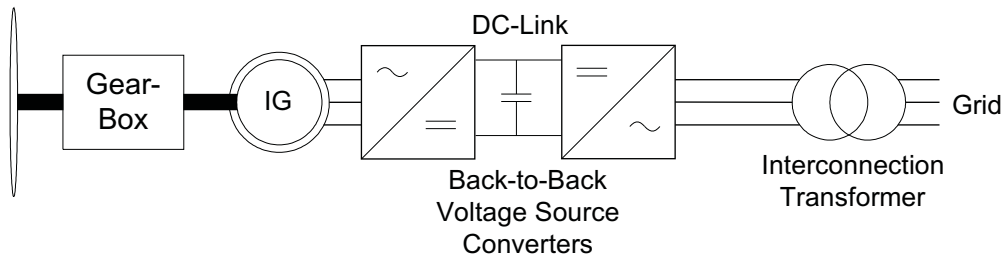 DC-Link
Gear-
Box
IG
Grid
Back-to-Back
Voltage Source
Converters
Interconnection
Transformer